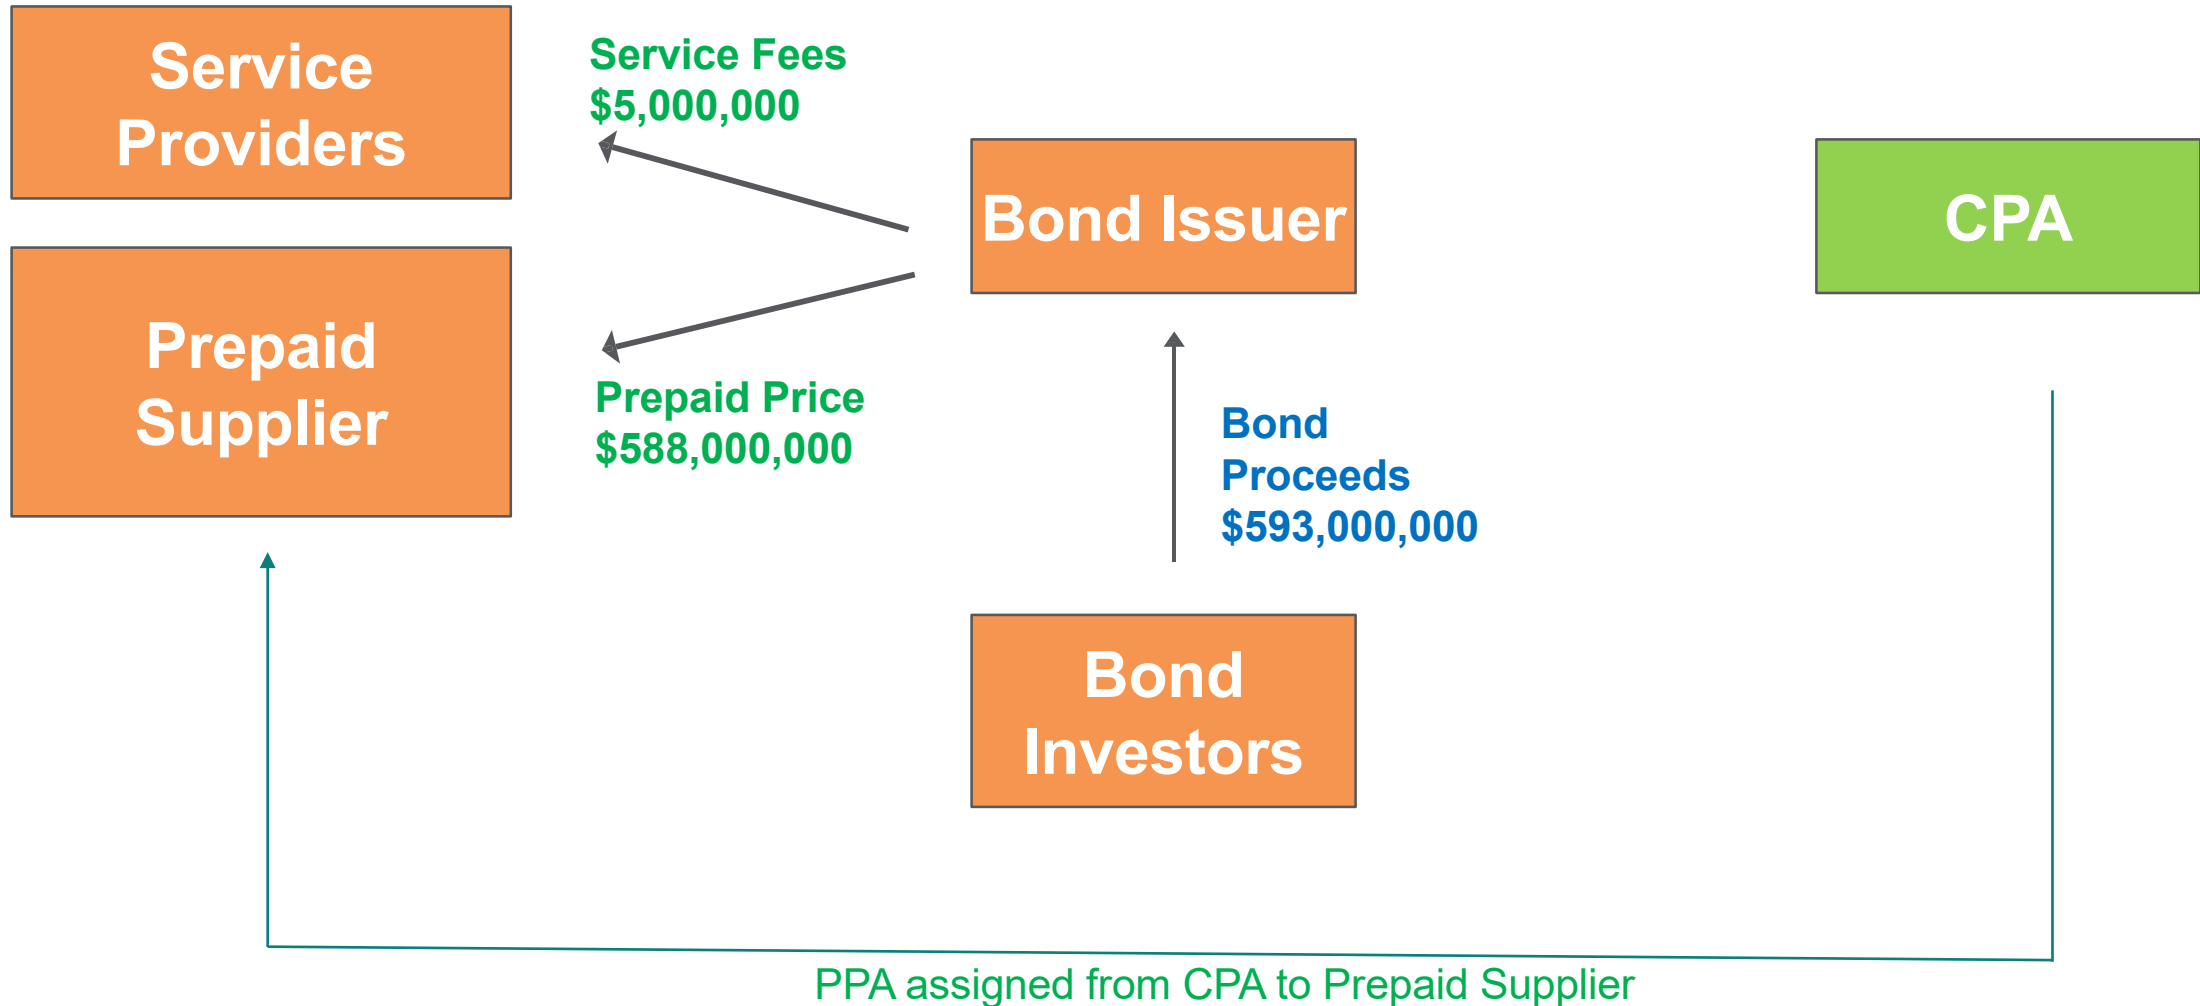 Service
Providers
Service Fees
$5,000,000
Bond Issuer
CPA
Prepaid
Supplier
Prepaid Price
$588,000,000
Bond
Proceeds
$593,000,000
Bond
Investors
PPA assigned from CPA to Prepaid Supplier